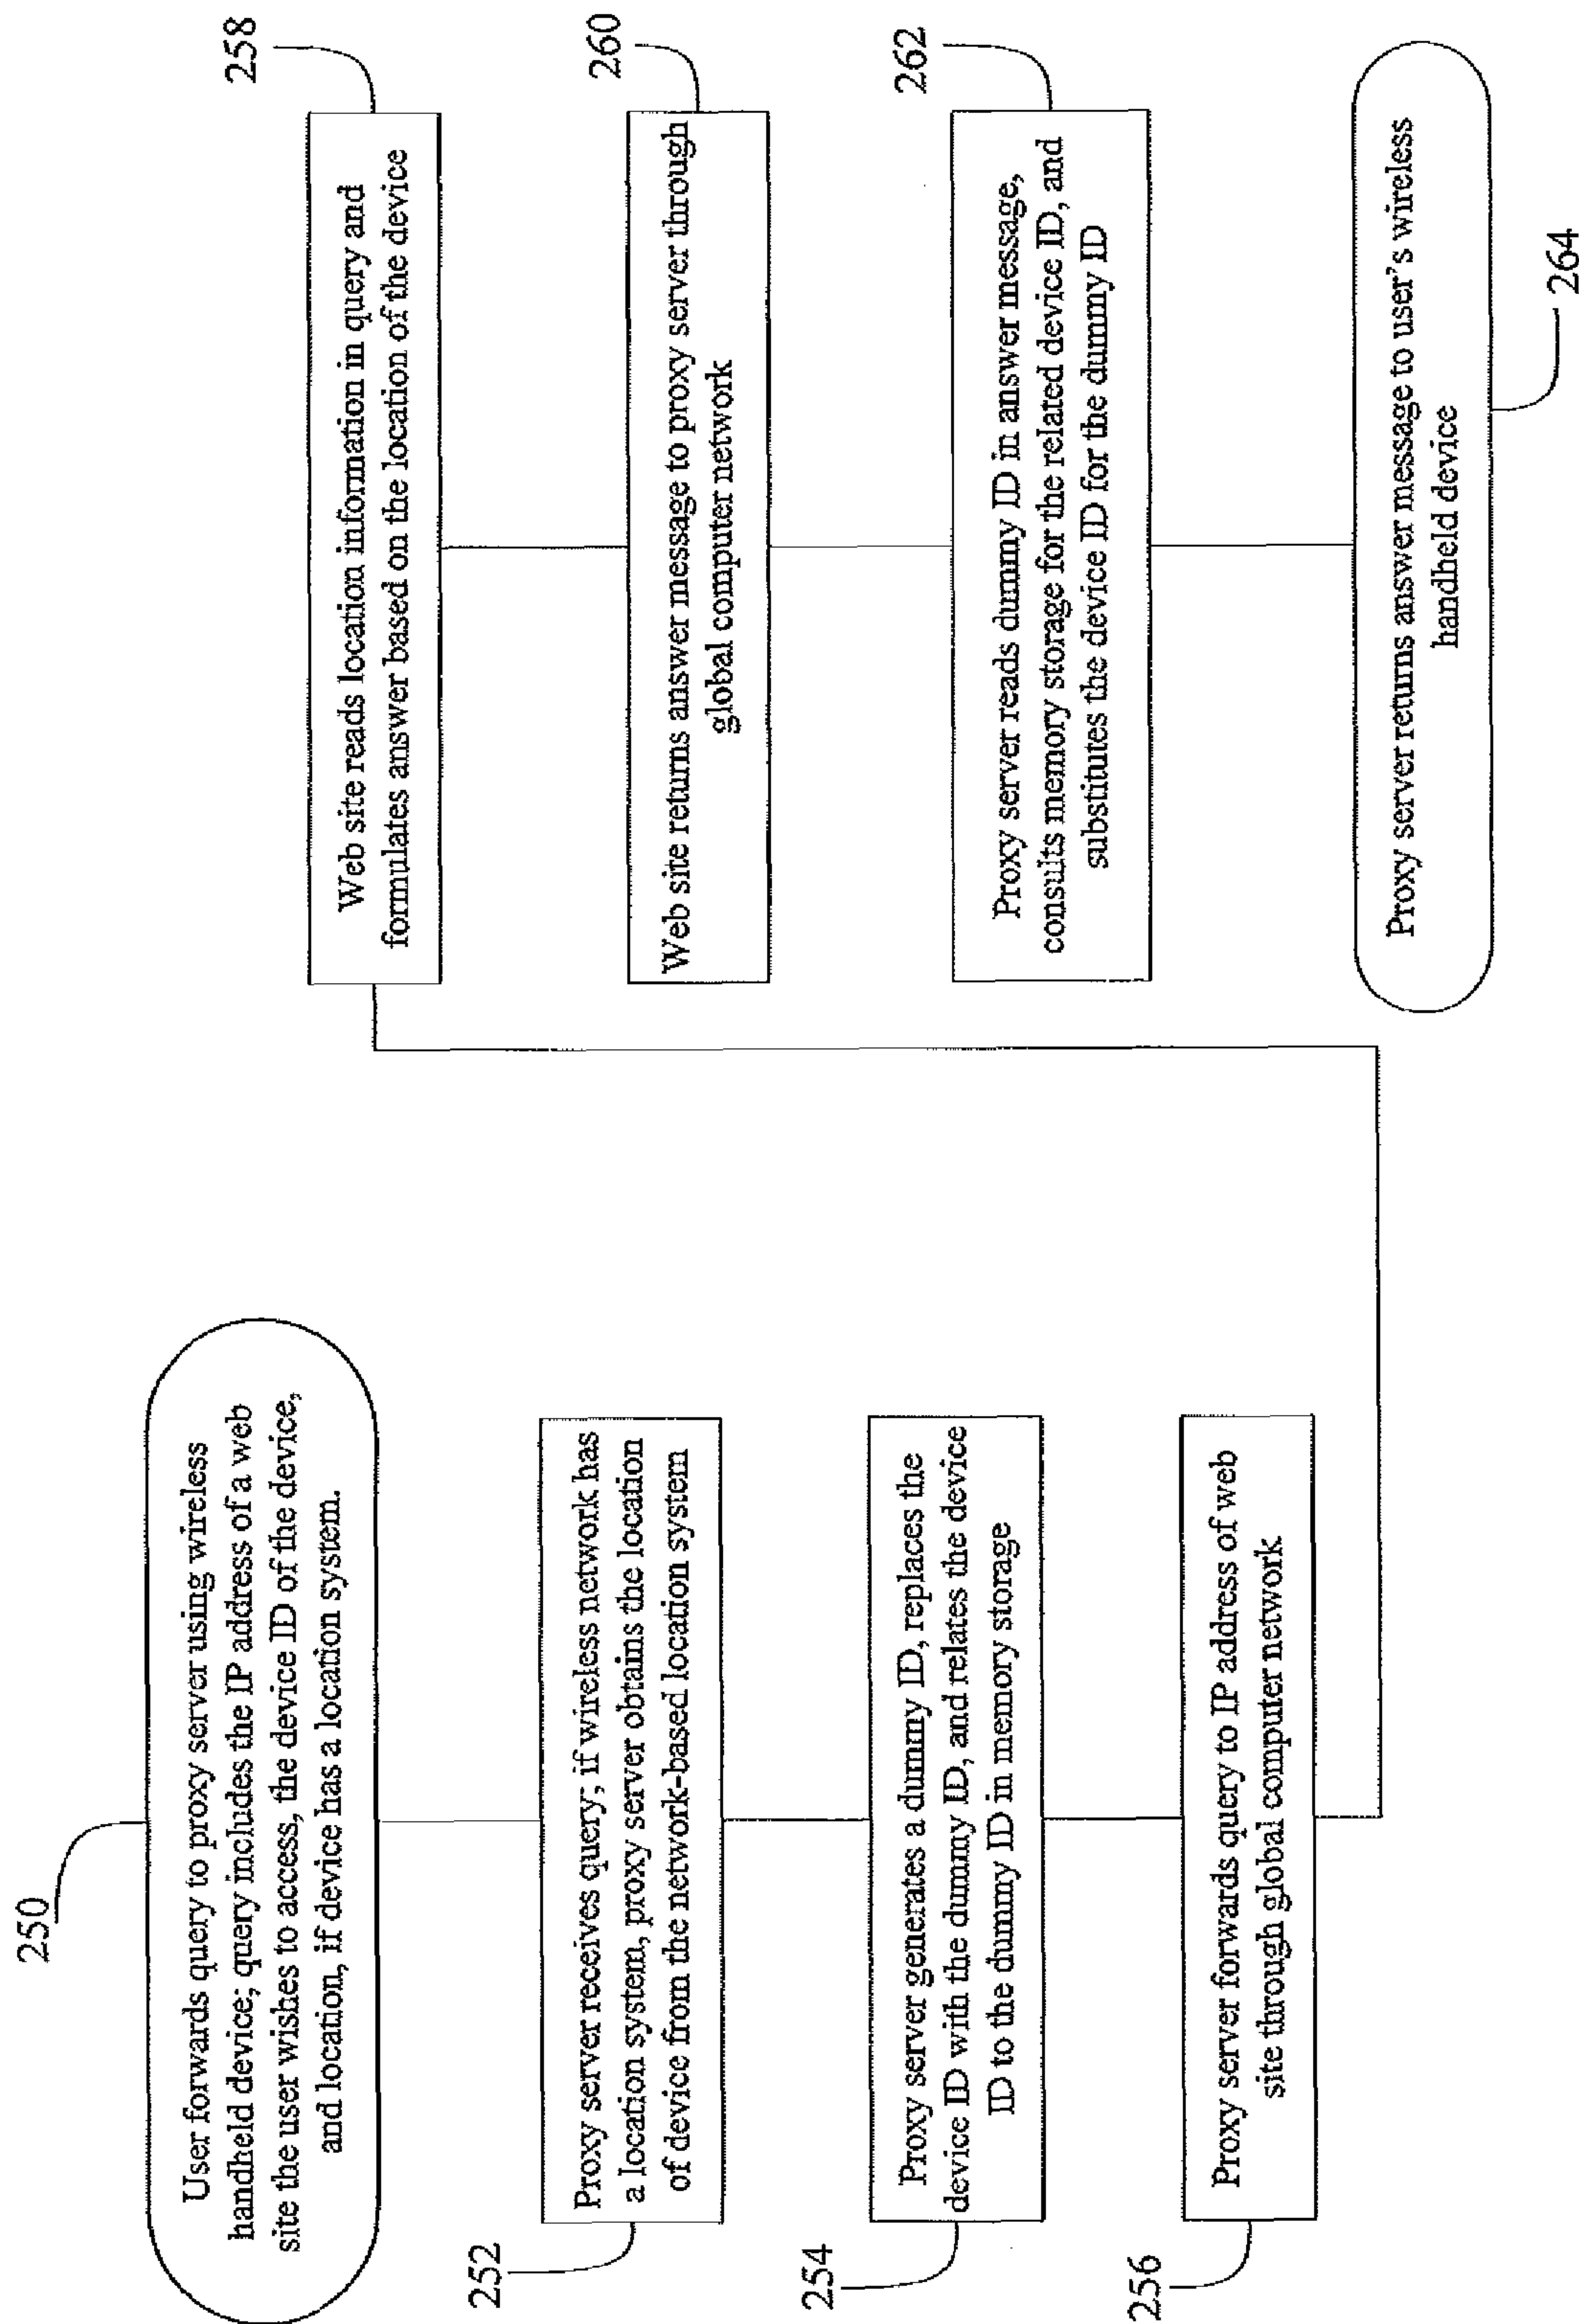 250
User forwards query to proxy server using wireless
handheld device; query includes the IP address of a web
site the user wishes to access, the device ID of the device,
and location, if device has a location system.
252
Proxy server receives query; if wireless network has
a location system, proxy server obtains the location
of device from the network-based location system
254
Proxy server generates a dummy ID, replaces the
device ID with the dummy ID, and relates the device
ID to the dummy ID in memory storage
256
Proxy server forwards query to IP address of web
site through global computer network
258
Web site reads location information in query and
formulates answer based on the location of the device
260
Web site returns answer message to proxy server through
global computer network
262
Proxy server reads dummy ID in answer message,
consults memory storage for the related device ID, and
substitutes the device ID for the dummy ID
Proxy server returns answer message to user's wireless
handheld device
264